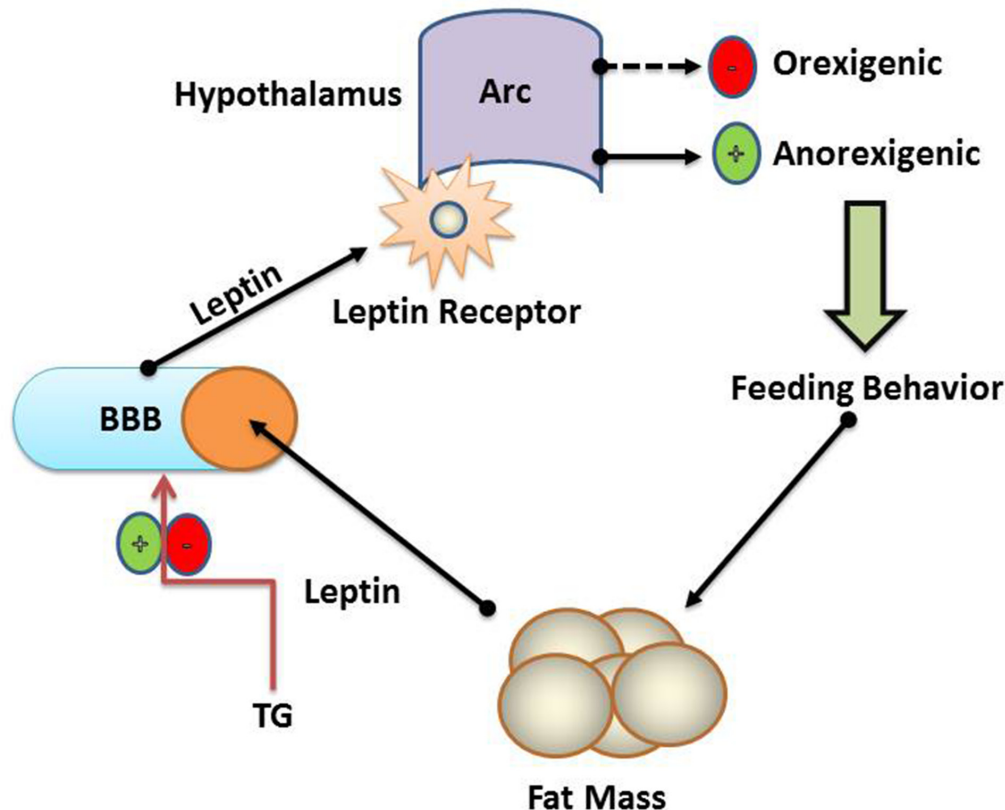 Orexigenic
-
Hypothalamus
Arc
Anorexigenic
+
Leptin
Leptin Receptor
Feeding Behavior
BBB
+
-
Leptin
TG
Fat Mass